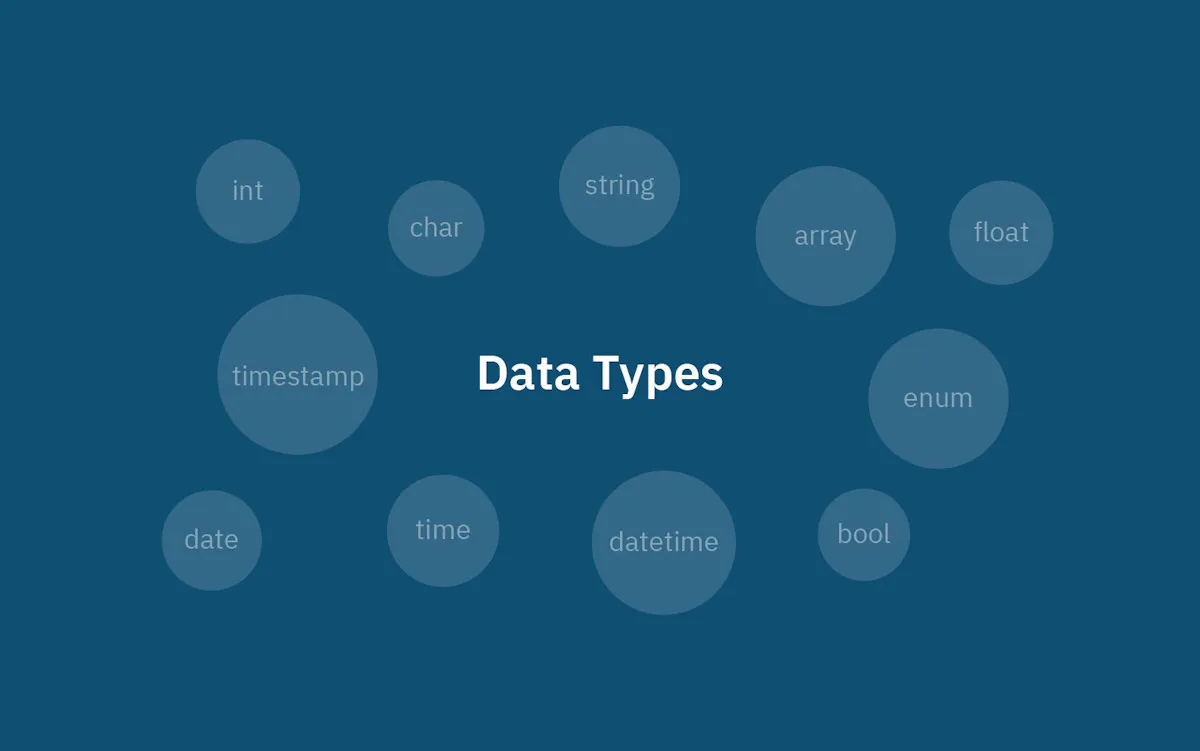 int
char
string
array
float
timestamp
Data Types
enum
date
time
datetime
bool